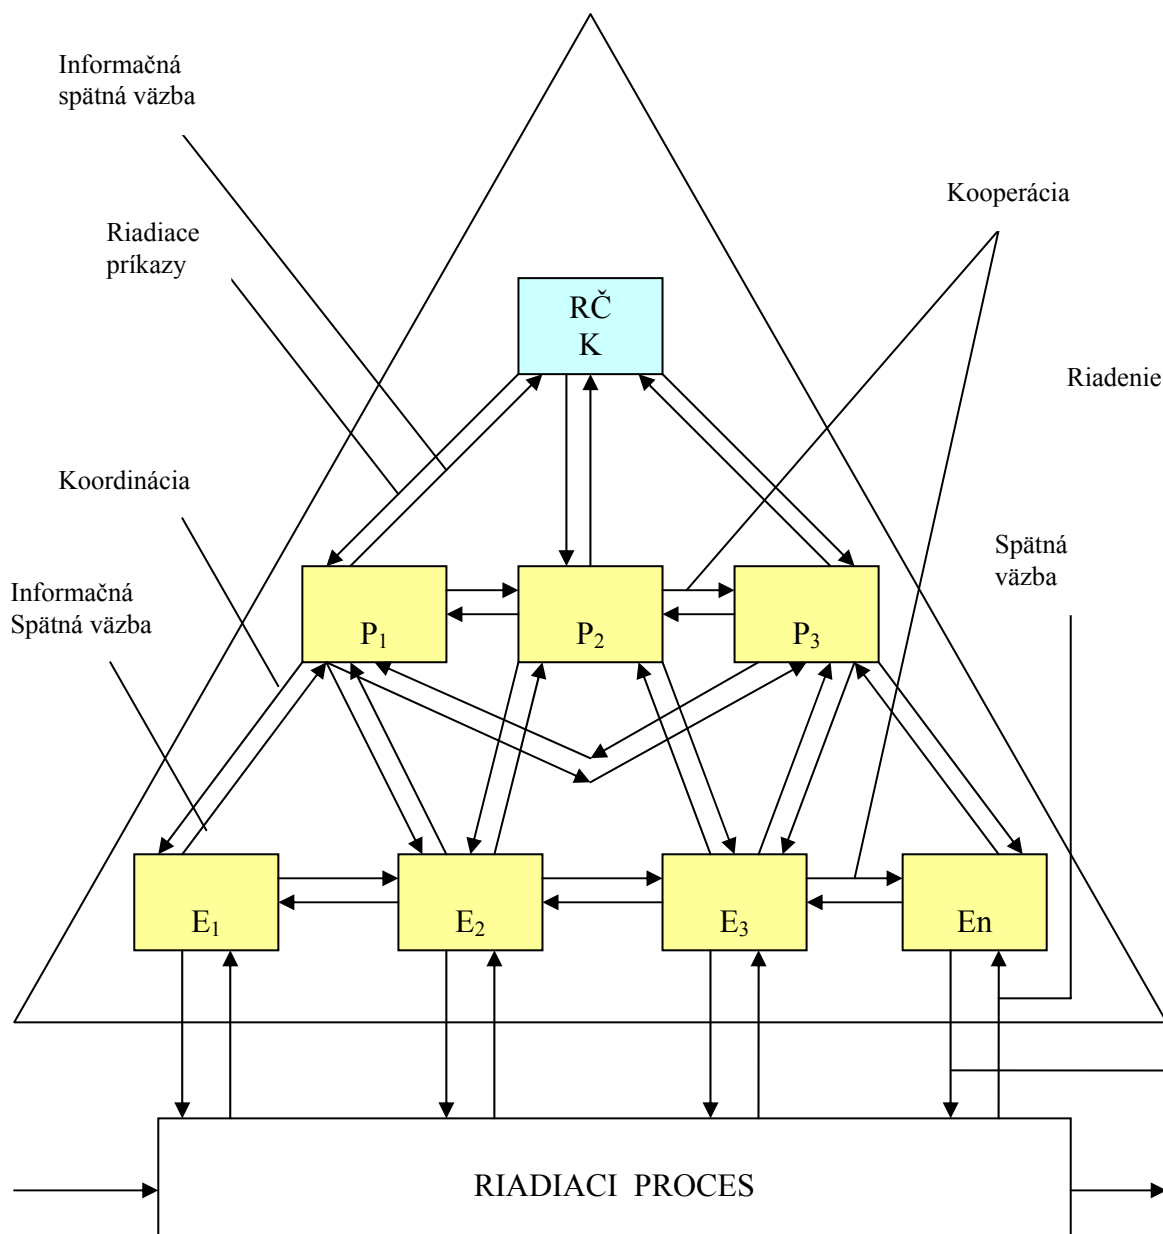 Informačná
spätná väzba
Kooperácia
Riadiace
príkazy
RČ
K
Riadenie
Koordinácia
Spätná
väzba
Informačná
Spätná väzba
P₁
P₂
P₃
E₁
E₂
E₃
En
RIADIACI PROCES